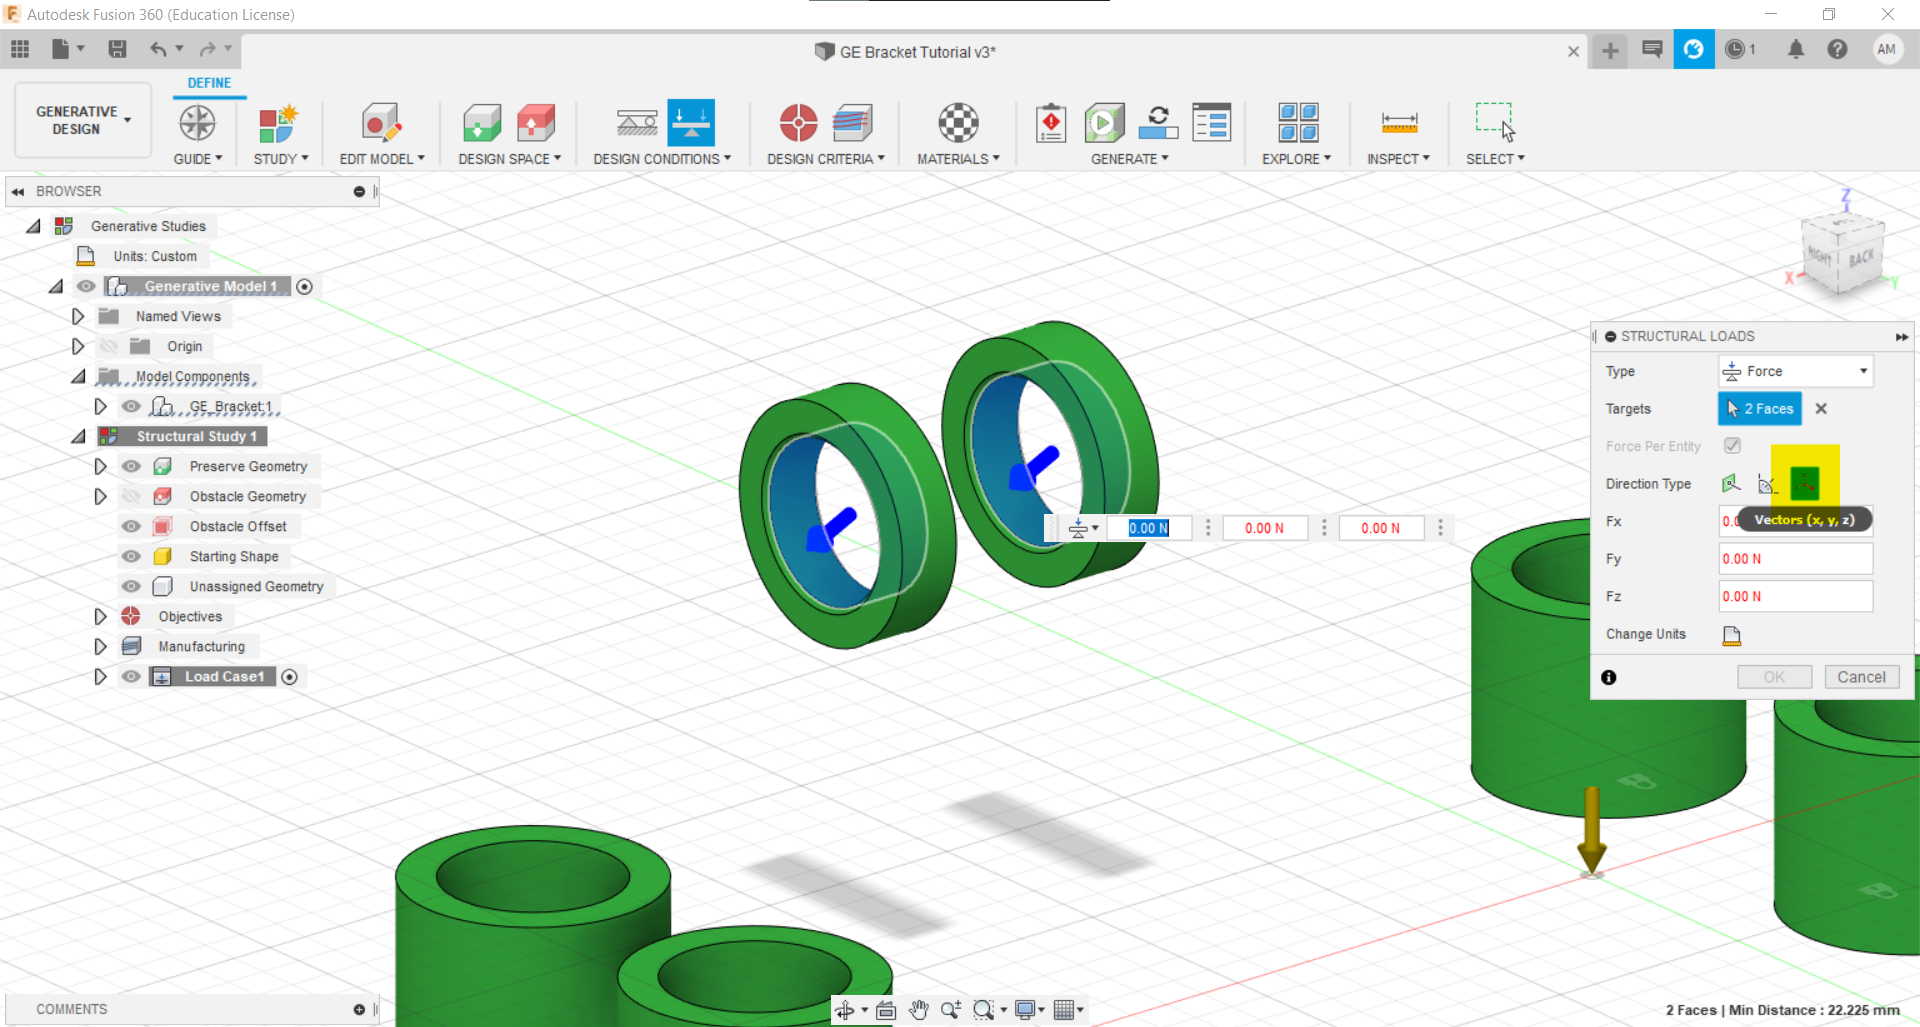 Autodesk Fusion 360 (Education License)
GE Bracket Tutorial v3*
1
AM
DEFINE
GENERATIVE
DESIGN
GUIDE
STUDY
EDIT MODEL
DESIGN SPACE
DESIGN CONDITIONS
DESIGN CRITERIA
MATERIALS
GENERATE
EXPLORE
INSPECT
SELECT
BROWSER
Generative Studies
Units: Custom
Generative Model 1
Named Views
Origin
Model Components
GE_Bracket:1
Structural Study 1
Preserve Geometry
Obstacle Geometry
Obstacle Offset
Starting Shape
Unassigned Geometry
Objectives
Manufacturing
Load Case1
Z
RIGHT
BACK
X
Y
0.00 N
0.00 N
0.00 N
STRUCTURAL LOADS
Type
Force
Targets
2 Faces
Force Per Entity
Direction Type
Fx
Vectors (x, y, z)
Fy
0.00 N
Fz
0.00 N
Change Units
OK
Cancel
COMMENTS
2 Faces | Min Distance : 22.225 mm